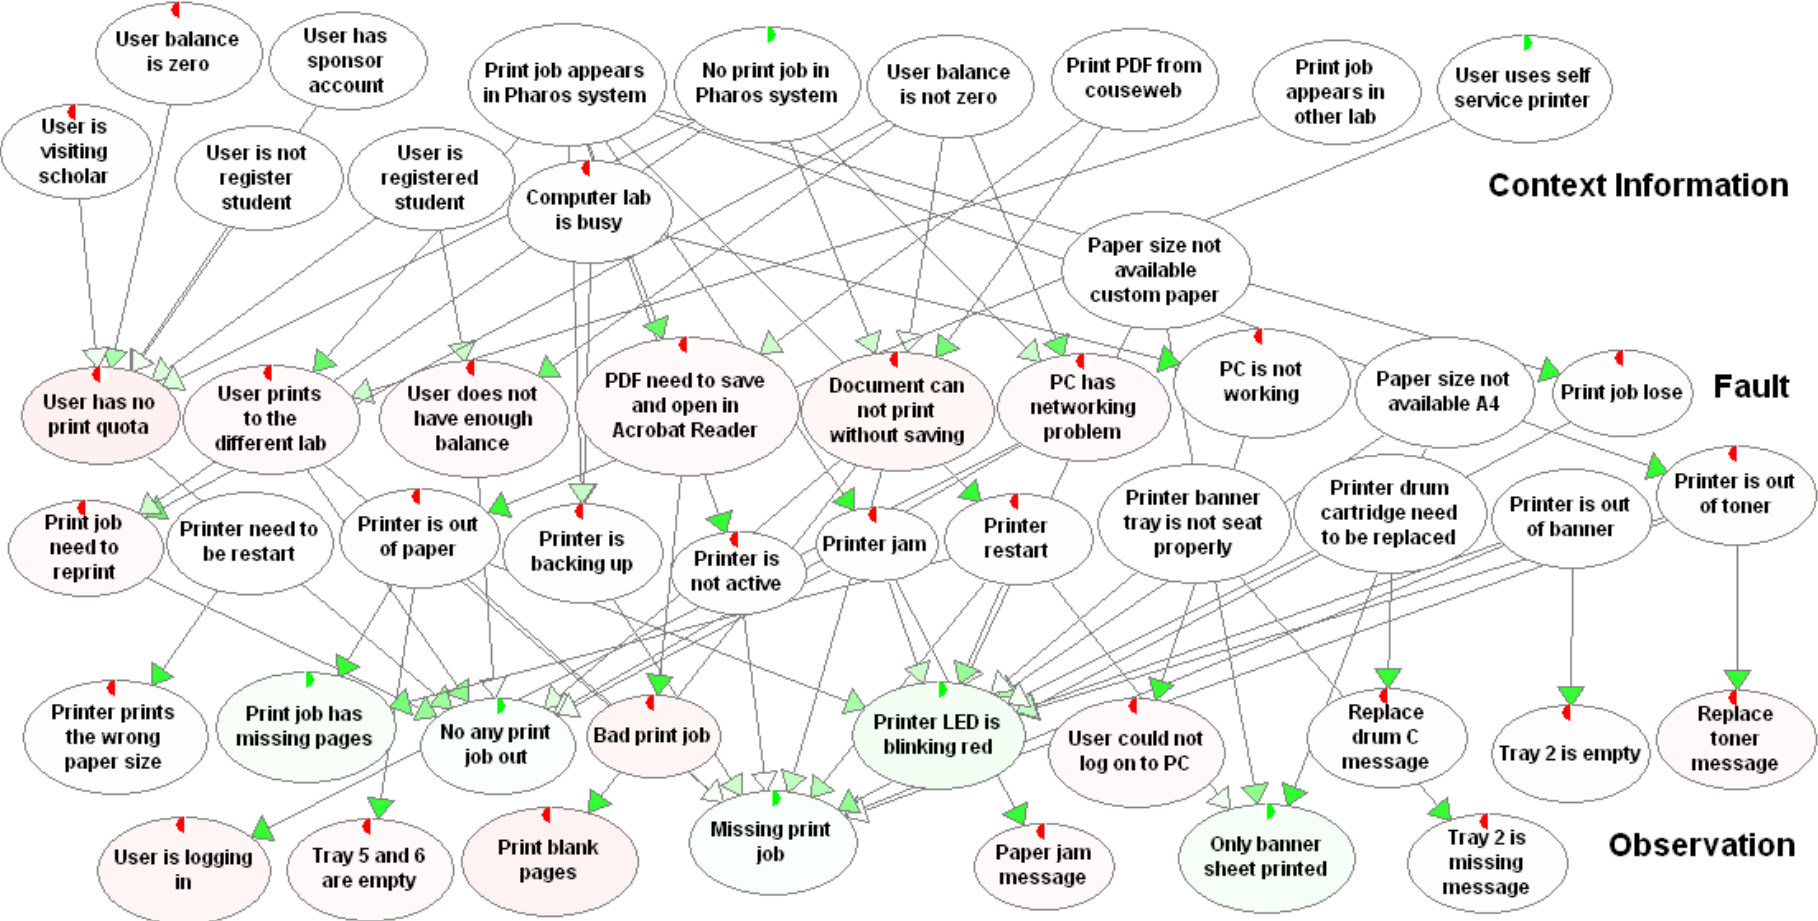 User balance
is zero
User has
sponsor
account
Print job appears
in Pharos system
No print job in
Pharos system
User balance
is not zero
Print PDF from
couseweb
Print job
appears in
other lab
User uses self
service printer
User is
visiting
scholar
User is not
register
student
User is
registered
student
Computer lab
is busy
Context Information
Paper size not
available
custom paper
User has no
print quota
User prints
to the
different lab
User does not
have enough
balance
PDF need to save
and open in
Acrobat Reader
Document can
not print
without saving
PC has
networking
problem
PC is not
working
Paper size not
available A4
Print job lose
Fault
Print job
need to
reprint
Printer need to
be restart
Printer is out
of paper
Printer is
backing up
Printer is
not active
Printer jam
Printer
restart
Printer banner
tray is not seat
properly
Printer drum
cartridge need
to be replaced
Printer is out
of banner
Printer is out
of toner
Printer prints
the wrong
paper size
Print job has
missing pages
No any print
job out
Bad print job
Printer LED is
blinking red
User could not
log on to PC
Replace
drum C
message
Tray 2 is empty
Replace
toner
message
User is logging
in
Tray 5 and 6
are empty
Print blank
pages
Missing print
job
Paper jam
message
Only banner
sheet printed
Tray 2 is
missing
message
Observation